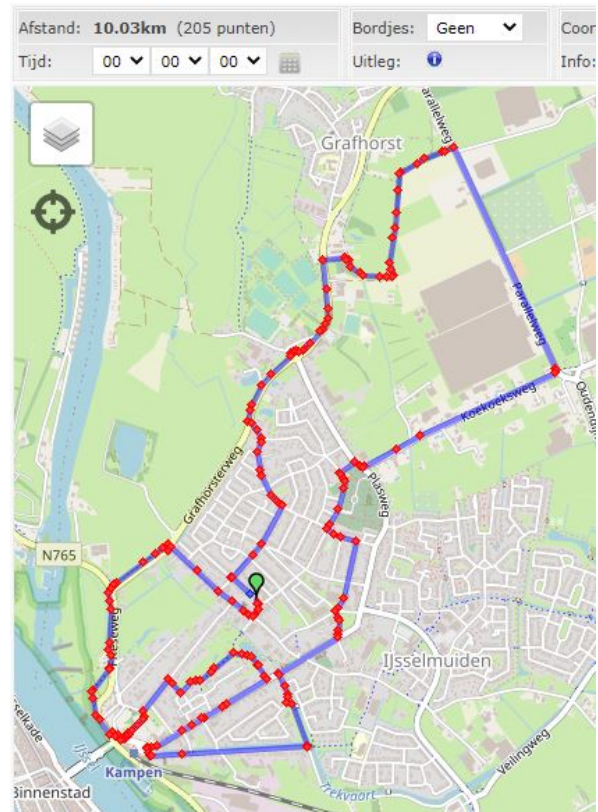 Afstand: 10.03km (205 punten)
Bordjes: Geen
Coor
Tijd: 00 00 00
Uitleg:
Info:
Parallelweg
Grafhorst
Parallelweg
Koekoeksweg
Oudendijk
Plasweg
Grafhorsterweg
N765
IJsselmuiden
Veilingweg
Trekvaart
Kampen
Binnenstad